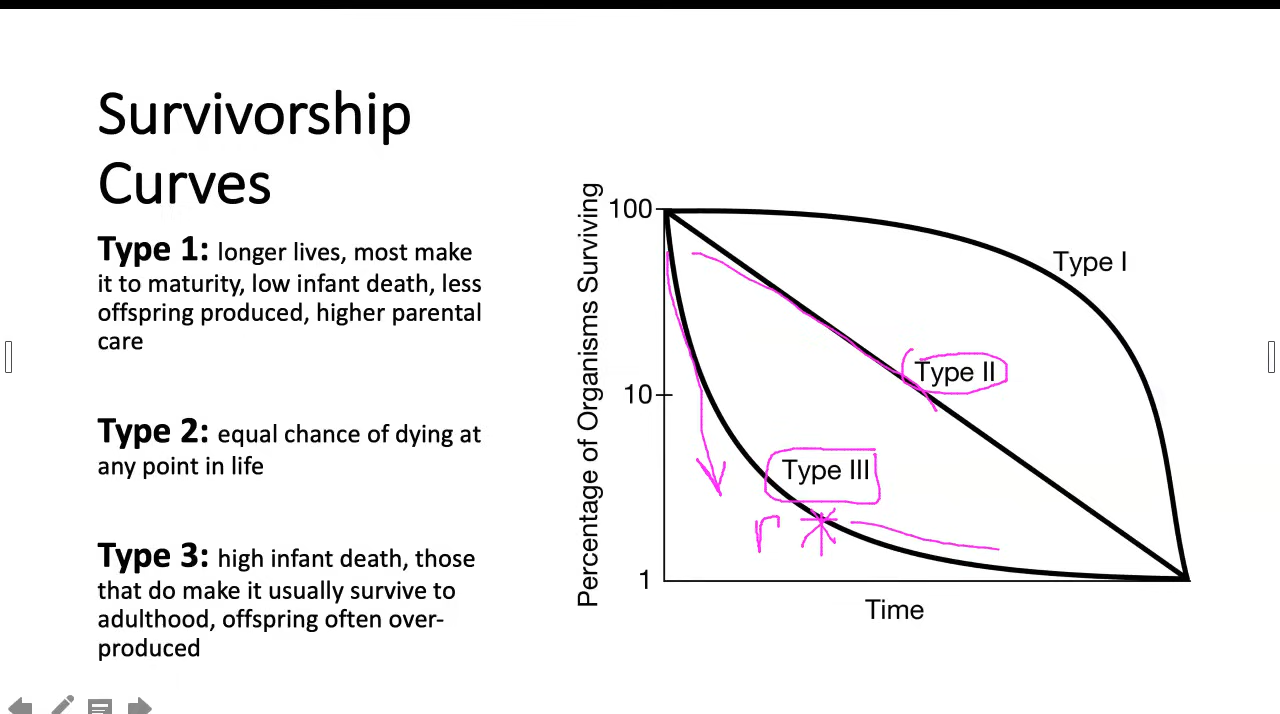 Survivorship
Curves
Type 1: longer lives, most make
it to maturity, low infant death, less
offspring produced, higher parental
care
Type 2: equal chance of dying at
any point in life
Type 3: high infant death, those
that do make it usually survive to
adulthood, offspring often over-
produced
Percentage of Organisms Surviving
100
10
1
Type I
Type II
Type III
r
Time